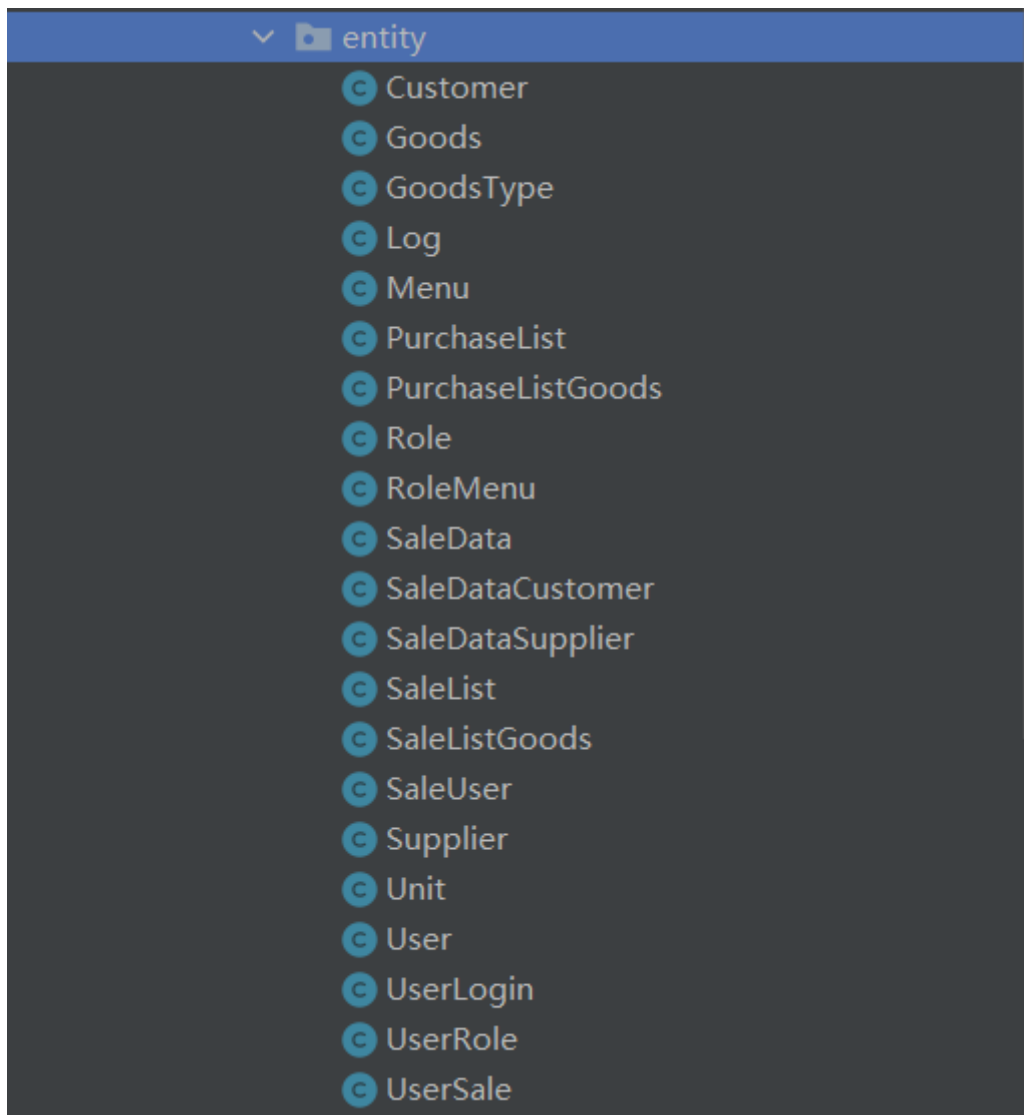 entity
Customer
Goods
GoodsType
Log
Menu
PurchaseList
PurchaseListGoods
Role
RoleMenu
SaleData
SaleDataCustomer
SaleDataSupplier
SaleList
SaleListGoods
SaleUser
Supplier
Unit
User
UserLogin
UserRole
UserSale